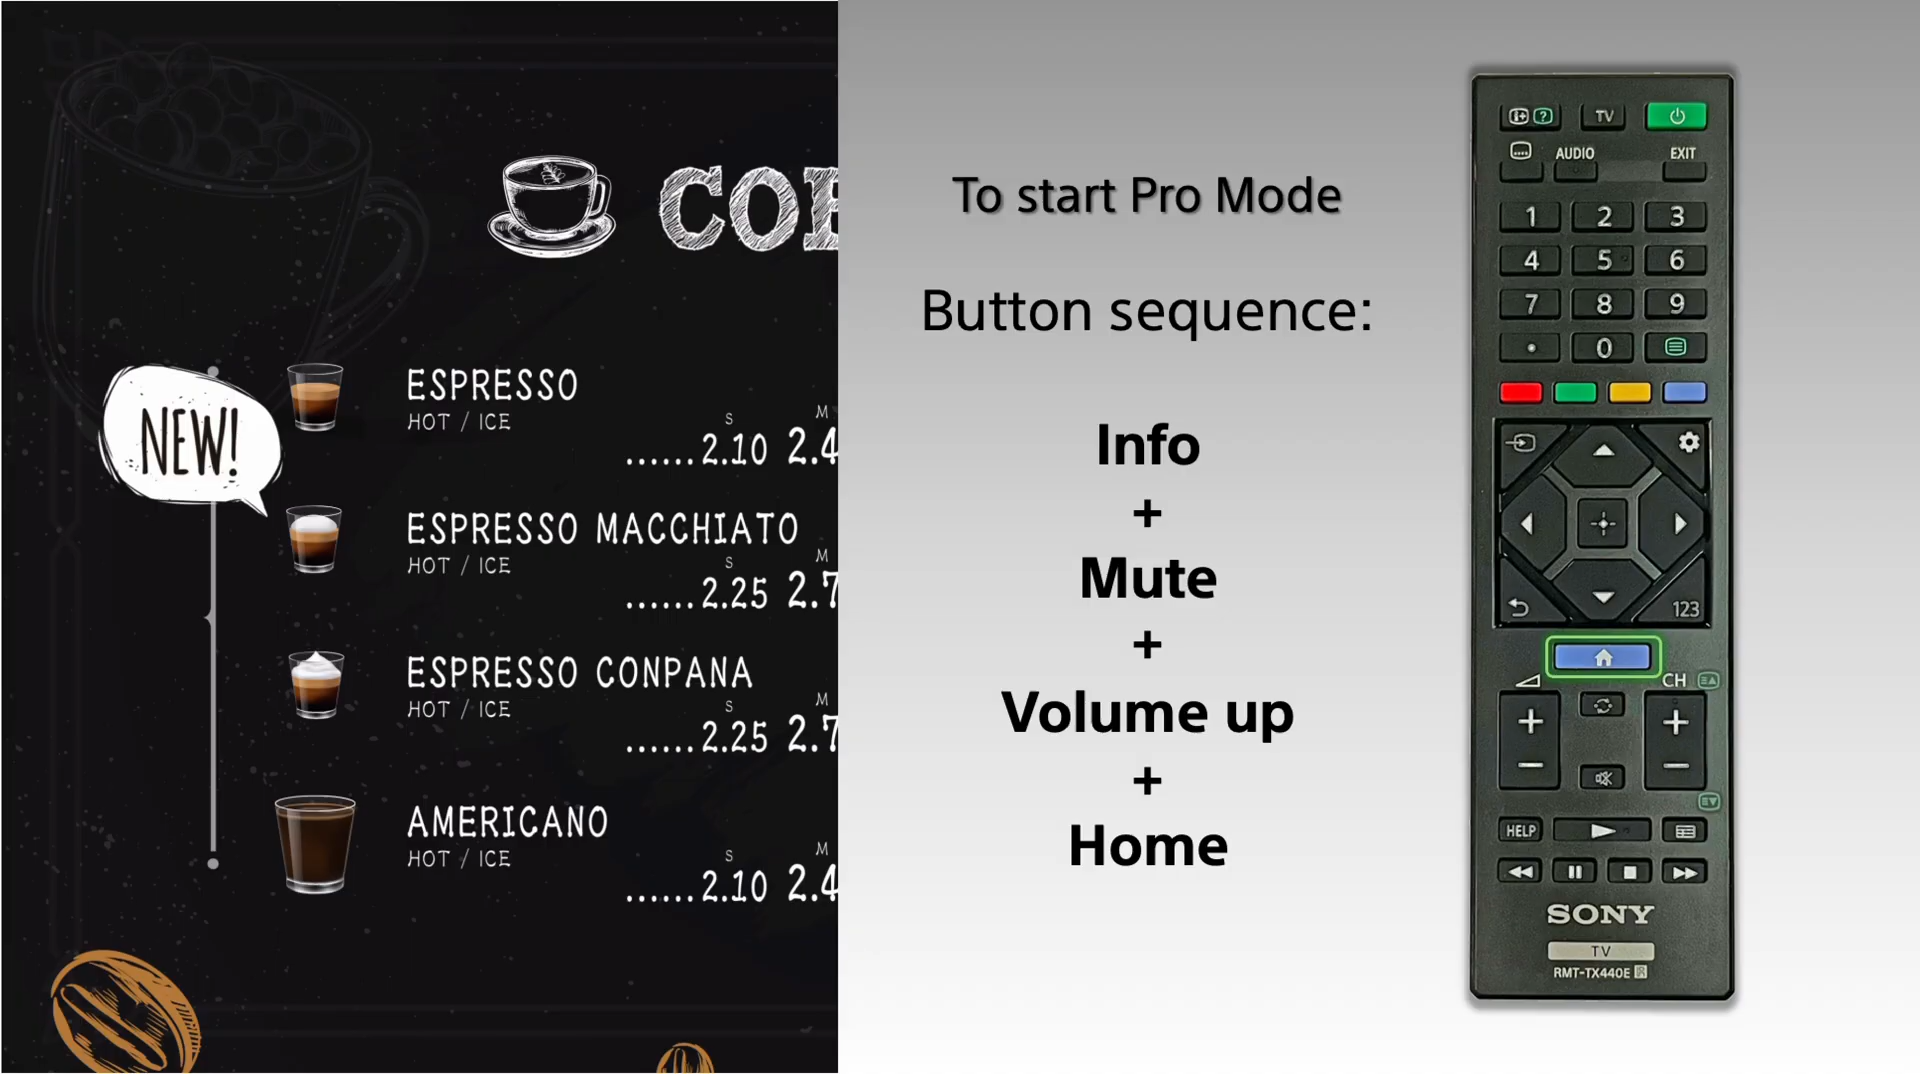 COF
NEW!
ESPRESSO
HOT / ICE
S M
......2.10 2.4
ESPRESSO MACCHIATO
HOT / ICE
S M
......2.25 2.7
ESPRESSO CONPANA
HOT / ICE
S M
......2.25 2.7
AMERICANO
HOT / ICE
S M
......2.10 2.4
To start Pro Mode
Button sequence:
Info
+
Mute
+
Volume up
+
Home
TV
AUDIO EXIT
1 2 3
4 5 6
7 8 9
. 0
123
CH
+ +
− −
HELP
SONY
TV
RMT-TX440E